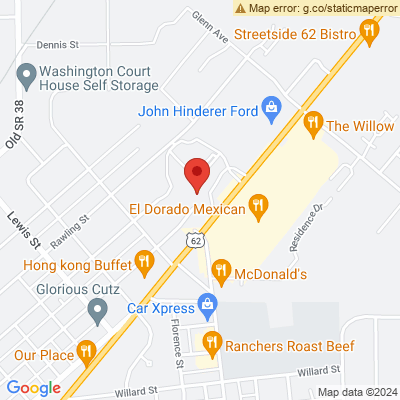 Map error: g.co/staticmaperror
Glenn Ave
Streetside 62 Bistro
Dennis St
Washington Court
House Self Storage
John Hinderer Ford
Old SR 38
The Willow
El Dorado Mexican
Residence Dr
Lewis St
Rawling St
62
Hong kong Buffet
McDonald's
Glorious Cutz
Car Xpress
Florence St
Our Place
Ranchers Roast Beef
Willard St
Willard St
Google
Map data ©2024